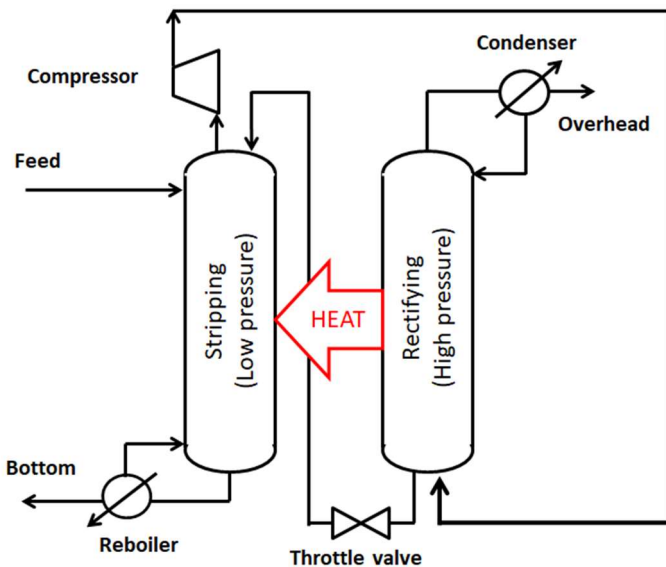 Condenser
Compressor
Overhead
Feed
Stripping
(Low pressure)
HEAT
Rectifying
(High pressure)
Bottom
Reboiler
Throttle valve